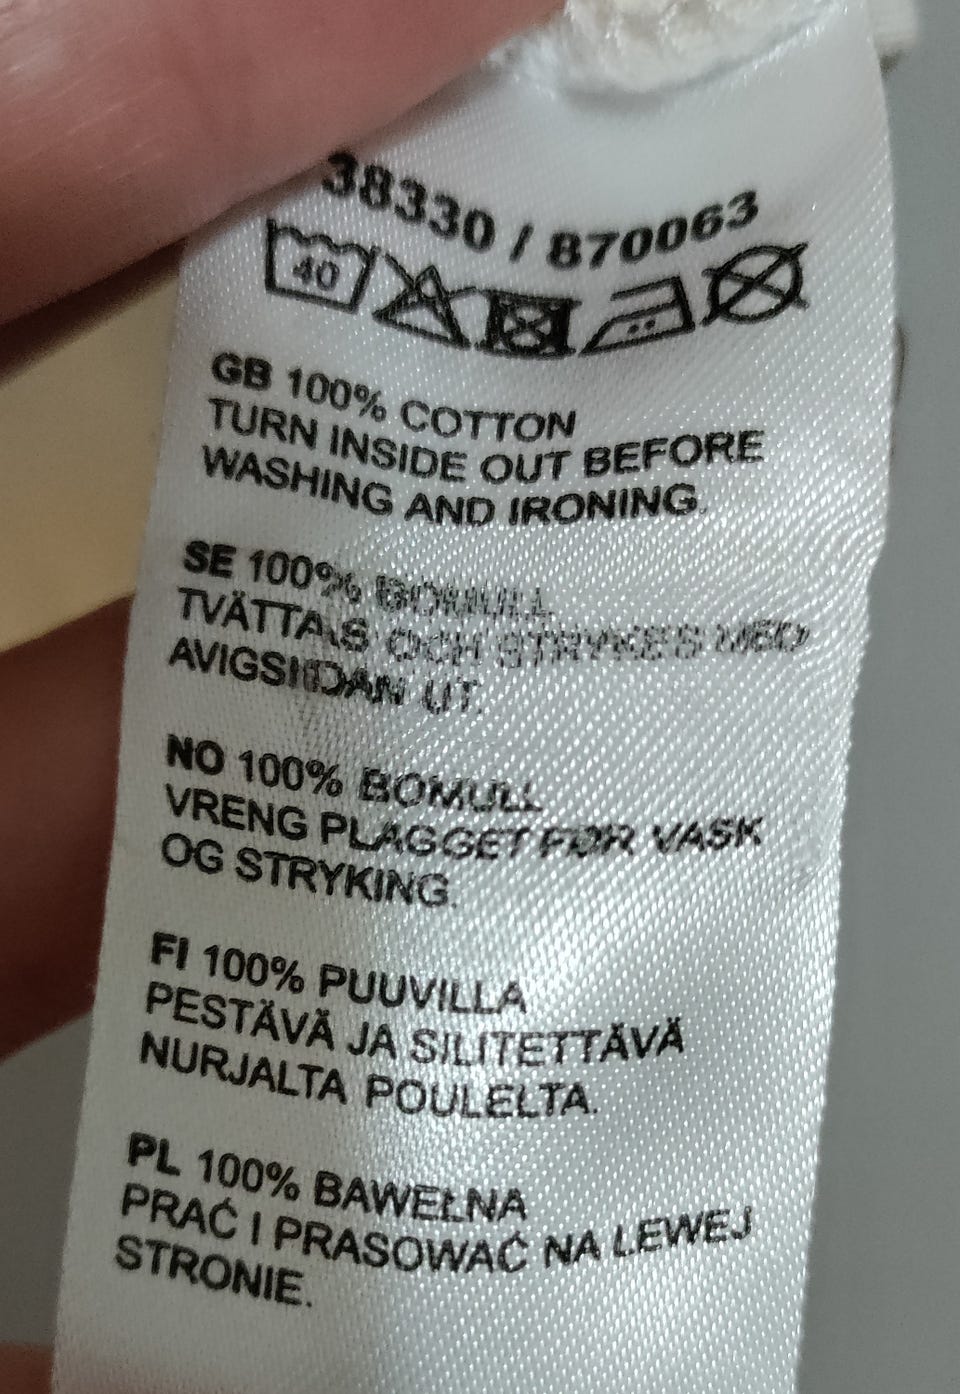 38330 / 870063
40
GB 100% COTTON
TURN INSIDE OUT BEFORE
WASHING AND IRONING.
SE 100% BOMULL
TVÄTTAS OCH STRYKES MED
AVIGSIDAN UT.
NO 100% BOMULL
VRENG PLAGGET FØR VASK
OG STRYKING.
FI 100% PUUVILLA
PESTÄVÄ JA SILITETTÄVÄ
NURJALTA POULELTA.
PL 100% BAWEŁNA
PRAĆ I PRASOWAĆ NA LEWEJ
STRONIE.